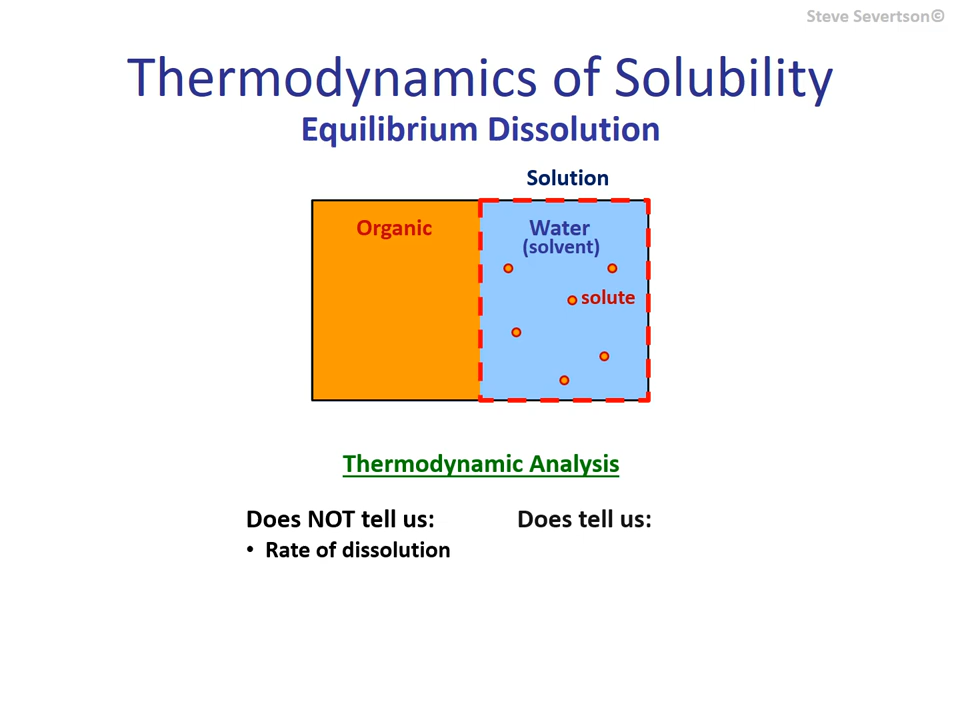 Steve Severtson©
Thermodynamics of Solubility
Equilibrium Dissolution
Solution
Organic
Water
(solvent)
solute
Thermodynamic Analysis
Does NOT tell us:
• Rate of dissolution
Does tell us: